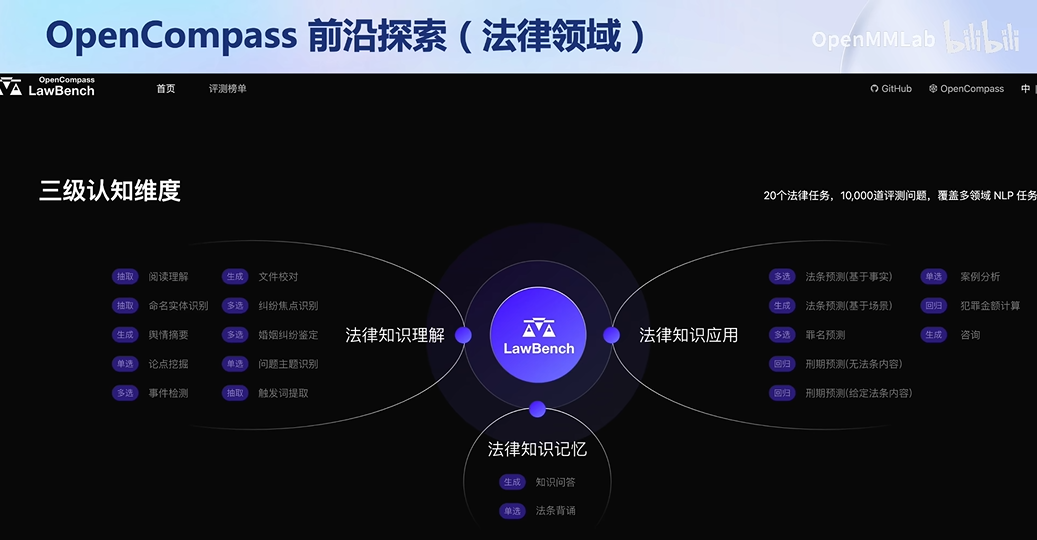 OpenCompass 前沿探索（法律领域）
OpenMMLab bilibili
OpenCompass
LawBench
首页 评测榜单
GitHub OpenCompass 中
三级认知维度
20个法律任务，10,000道评测问题，覆盖多领域 NLP 任务
抽取 阅读理解 生成 文件校对
抽取 命名实体识别 多选 纠纷焦点识别
生成 舆情摘要 多选 婚姻纠纷鉴定
单选 论点挖掘 单选 问题主题识别
多选 事件检测 抽取 触发词提取
法律知识理解
LawBench
法律知识应用
多选 法条预测(基于事实) 单选 案例分析
生成 法条预测(基于场景) 回归 犯罪金额计算
多选 罪名预测 生成 咨询
回归 刑期预测(无法条内容)
回归 刑期预测(给定法条内容)
法律知识记忆
生成 知识问答
单选 法条背诵